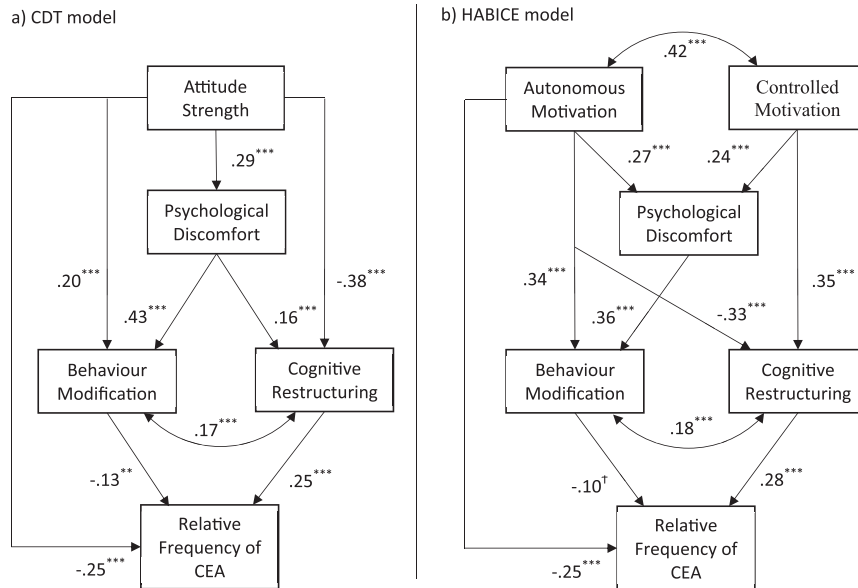 a) CDT model
Attitude
Strength
.29***
Psychological
Discomfort
.20***
-.38***
.43***
.16***
Behaviour
Modification
Cognitive
Restructuring
.17***
-.13**
.25***
Relative
Frequency of
CEA
-.25***
b) HABICE model
.42***
Autonomous
Motivation
Controlled
Motivation
.27***
.24***
Psychological
Discomfort
.34***
.35***
-.33***
.36***
Behaviour
Modification
Cognitive
Restructuring
.18***
-.10†
.28***
Relative
Frequency of
CEA
-.25***